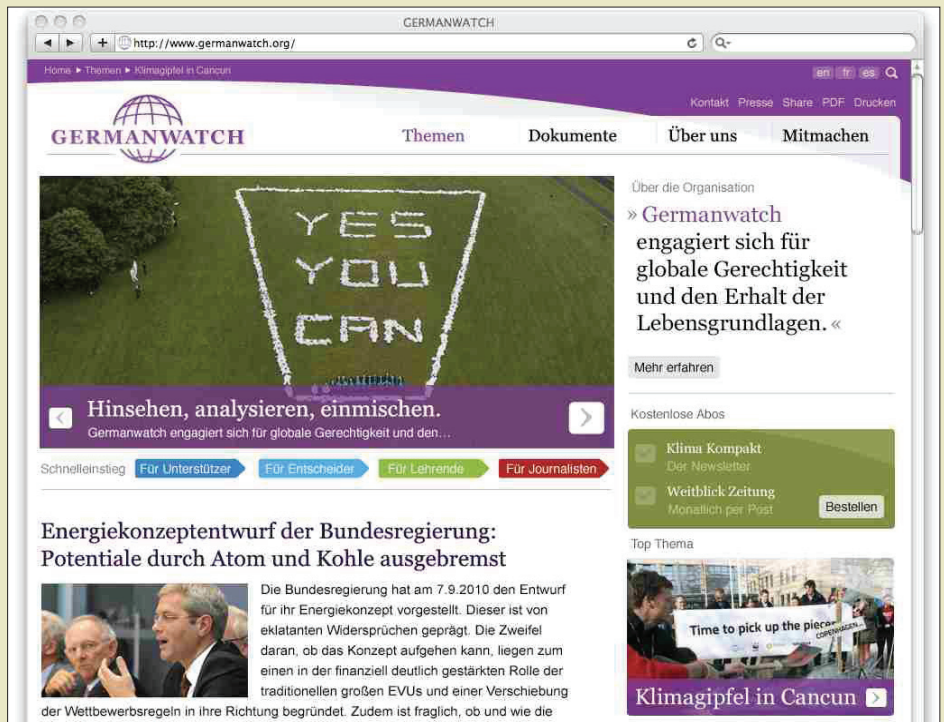 GERMANWATCH
http://www.germanwatch.org/
Home ▸ Themen ▸ Klimagipfel in Cancun
en fr es
Kontakt Presse Share PDF Drucken
GERMANWATCH
Themen Dokumente Über uns Mitmachen
YES
YOU
CAN
Hinsehen, analysieren, einmischen.
Germanwatch engagiert sich für globale Gerechtigkeit und den...
Schnelleinstieg Für Unterstützer Für Entscheider Für Lehrende Für Journalisten
Energiekonzeptentwurf der Bundesregierung:
Potentiale durch Atom und Kohle ausgebremst
Die Bundesregierung hat am 7.9.2010 den Entwurf
für ihr Energiekonzept vorgestellt. Dieser ist von
eklatanten Widersprüchen geprägt. Die Zweifel
daran, ob das Konzept aufgehen kann, liegen zum
einen in der finanziell deutlich gestärkten Rolle der
traditionellen großen EVUs und einer Verschiebung
der Wettbewerbsregeln in ihre Richtung begründet. Zudem ist fraglich, ob und wie die
Über die Organisation
» Germanwatch
engagiert sich für
globale Gerechtigkeit
und den Erhalt der
Lebensgrundlagen. «
Mehr erfahren
Kostenlose Abos
Klima Kompakt
Der Newsletter
Weitblick Zeitung
Monatlich per Post
Bestellen
Top Thema
Time to pick up the pieces
COPENHAGEN...
WWF
Klimagipfel in Cancun